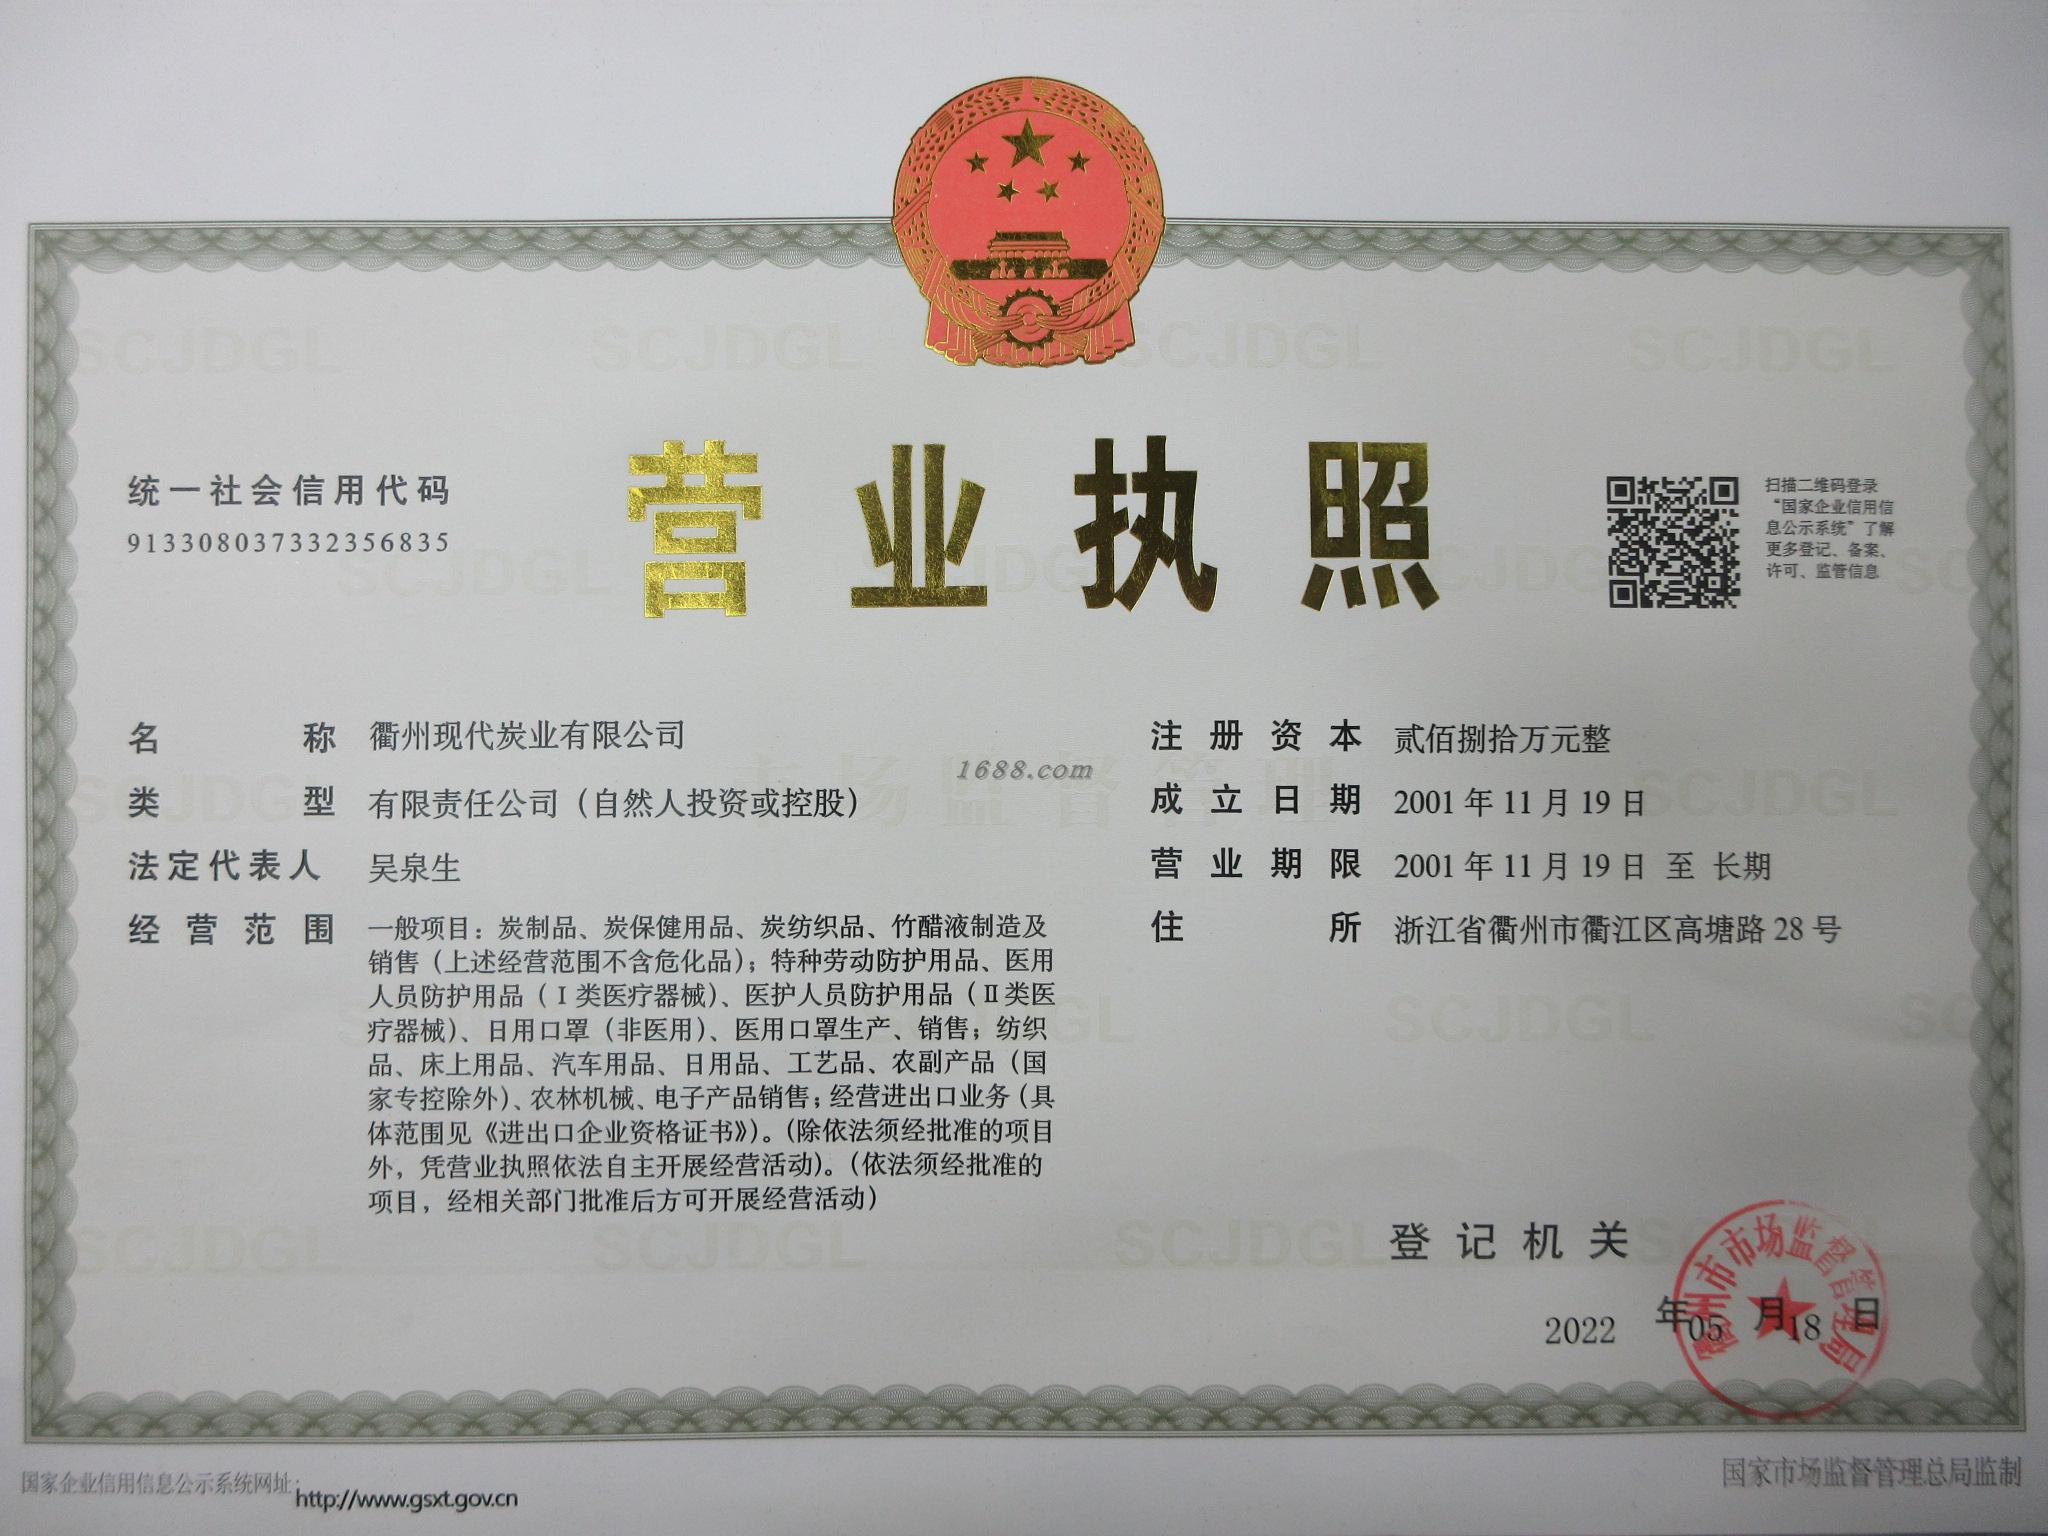 营业执照
统一社会信用代码
913308037332356835
扫描二维码登录
“国家企业信用信
息公示系统”了解
更多登记、备案、
许可、监管信息
名称 衢州现代炭业有限公司
类型 有限责任公司（自然人投资或控股）
法定代表人 吴泉生
经营范围 一般项目：炭制品、炭保健用品、炭纺织品、竹醋液制造及
销售（上述经营范围不含危化品）；特种劳动防护用品、医用
人员防护用品（Ⅰ类医疗器械）、医护人员防护用品（Ⅱ类医
疗器械）、日用口罩（非医用）、医用口罩生产、销售；纺织
品、床上用品、汽车用品、日用品、工艺品、农副产品（国
家专控除外）、农林机械、电子产品销售；经营进出口业务（具
体范围见《进出口企业资格证书》）。（除依法须经批准的项目
外，凭营业执照依法自主开展经营活动）。（依法须经批准的
项目，经相关部门批准后方可开展经营活动）
注册资本 贰佰捌拾万元整
成立日期 2001年11月19日
营业期限 2001年11月19日 至 长期
住所 浙江省衢州市衢江区高塘路28号
1688.com
市场监督管理
SCJDGL
登记机关
衢州市市场监督管理局
2022年05月18日
国家企业信用信息公示系统网址：http://www.gsxt.gov.cn
国家市场监督管理总局监制